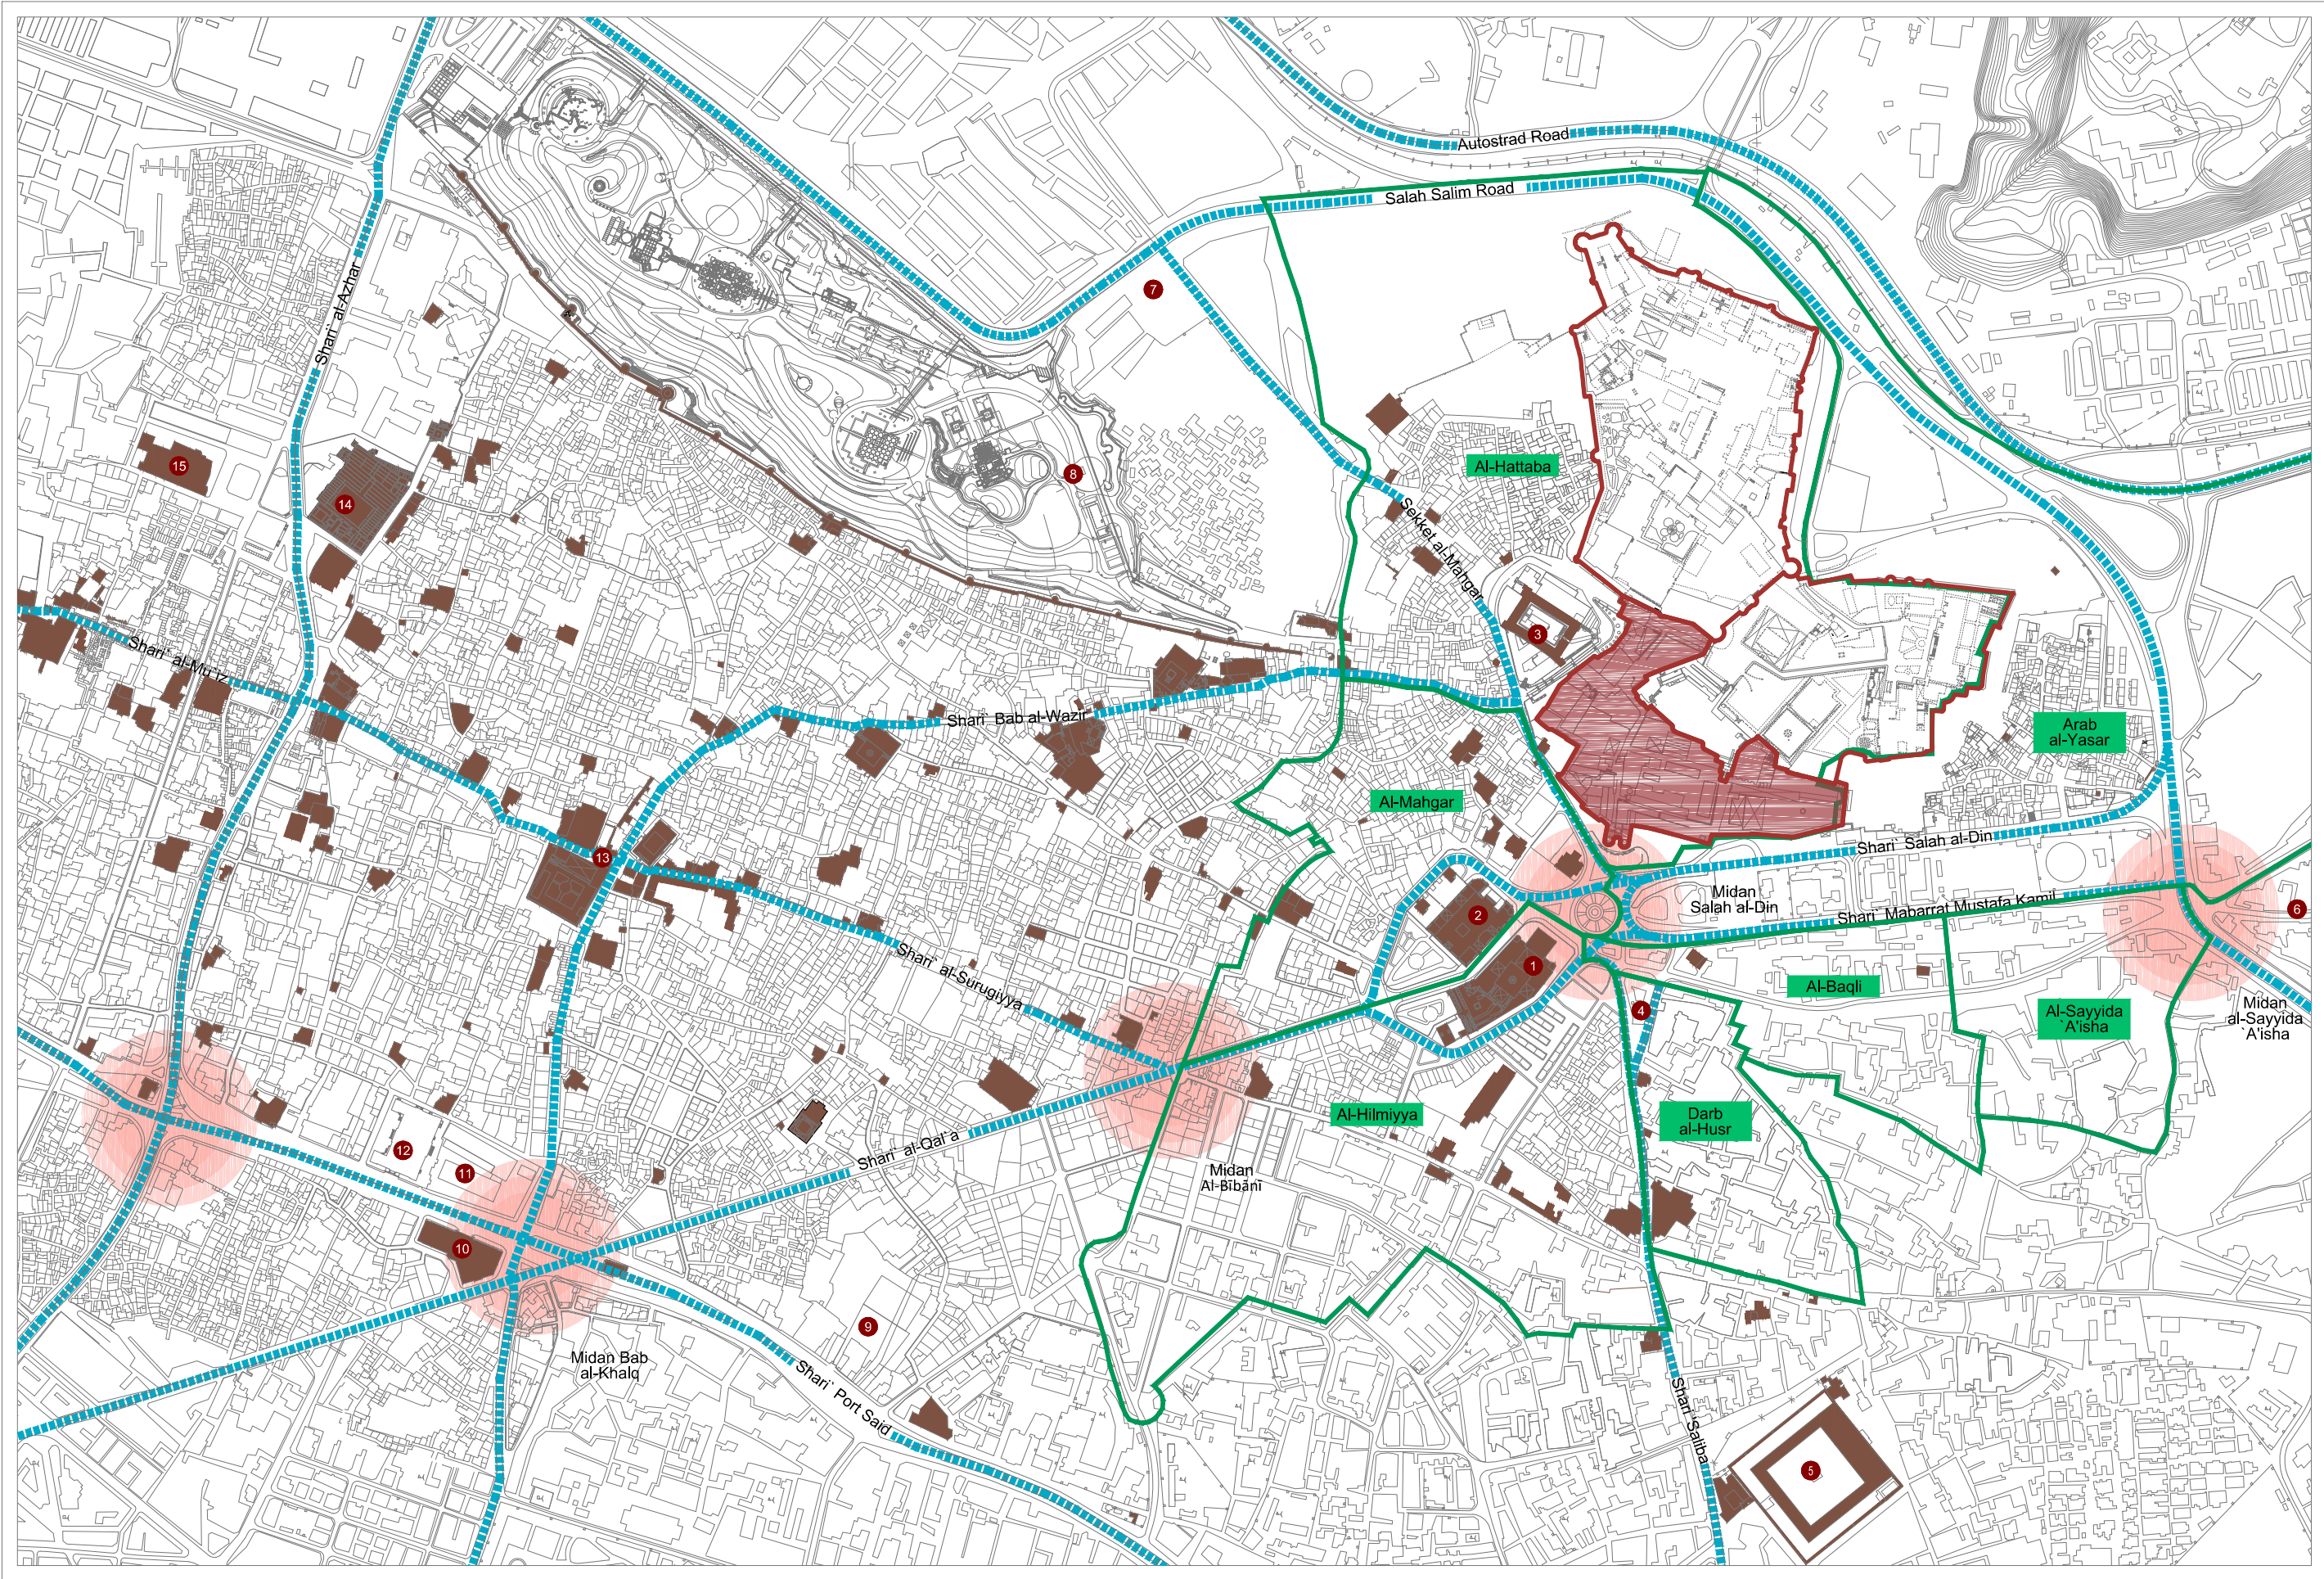 Autostrad Road
Salah Salim Road
Shari` al-Azhar
7
Al-Hattaba
15
8
14
Sekket al-Mahgar
3
Shari` al-Mu`iz
Shari` Bab al-Wazir
Arab
al-Yasar
Al-Mahgar
Shari` Salah al-Din
13
Midan
Salah al-Din
Shari` Mabarrat Mustafa Kamil
6
2
Shari` al-Surugiyya
1
Al-Baqli
4
Al-Sayyida
`A'isha
Midan
al-Sayyida
`A'isha
Al-Hilmiyya
Darb
al-Husr
Shari` al-Qal`a
12
11
Midan
Al-Bībānī
10
9
Midan Bab
al-Khalq
Shari` Port Said
Shari` Saliba
5